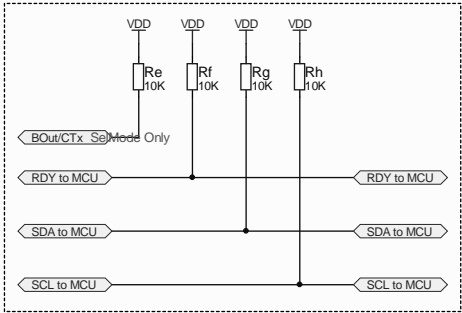 VDD VDD VDD VDD
Re Rf Rg Rh
10K 10K 10K 10K
BOut/CTx SelMode Only
RDY to MCU RDY to MCU
SDA to MCU SDA to MCU
SCL to MCU SCL to MCU